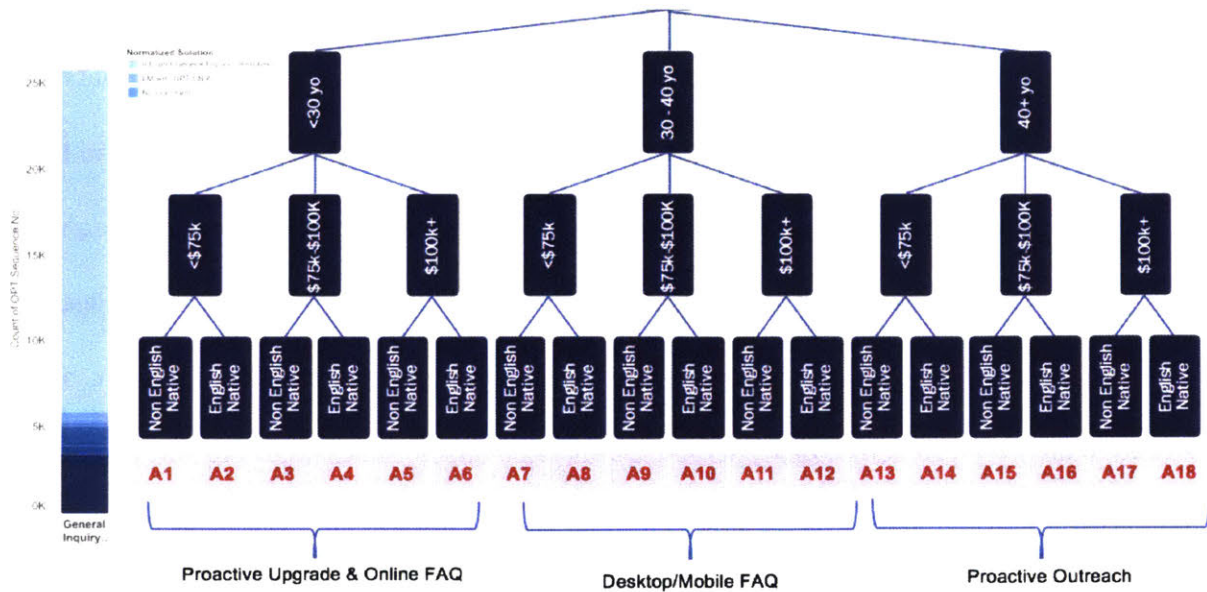 Normalized Solution
25K
20K
15K
10K
5K
0K
Count of OPT Sequence No
General
Inquiry..
<30 yo
30 - 40 yo
40+ yo
<$75k
$75k-$100K
$100k+
<$75k
$75k-$100K
$100k+
<$75k
$75k-$100K
$100k+
Non English
Native
English
Native
Non English
Native
English
Native
Non English
Native
English
Native
Non English
Native
English
Native
Non English
Native
English
Native
Non English
Native
English
Native
Non English
Native
English
Native
Non English
Native
English
Native
Non English
Native
English
Native
A1 A2 A3 A4 A5 A6 A7 A8 A9 A10 A11 A12 A13 A14 A15 A16 A17 A18
Proactive Upgrade & Online FAQ
Desktop/Mobile FAQ
Proactive Outreach